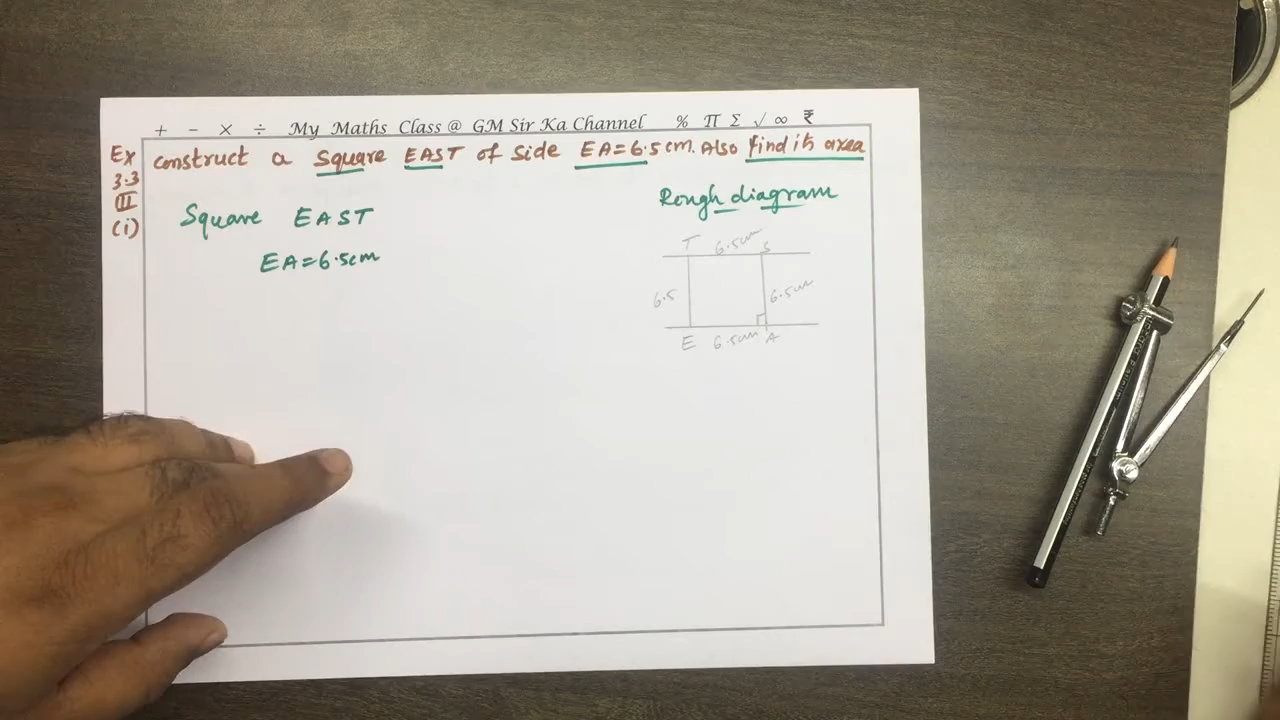 + − × ÷ My Maths Class @ GM Sir Ka Channel % Π Σ √ ∞ ₹
Ex 3.3 II (i)
construct a square EAST of side EA=6.5cm. Also find its area
Square EAST
EA=6.5cm
Rough diagram
T 6.5cm S
6.5 6.5cm
E 6.5cm A